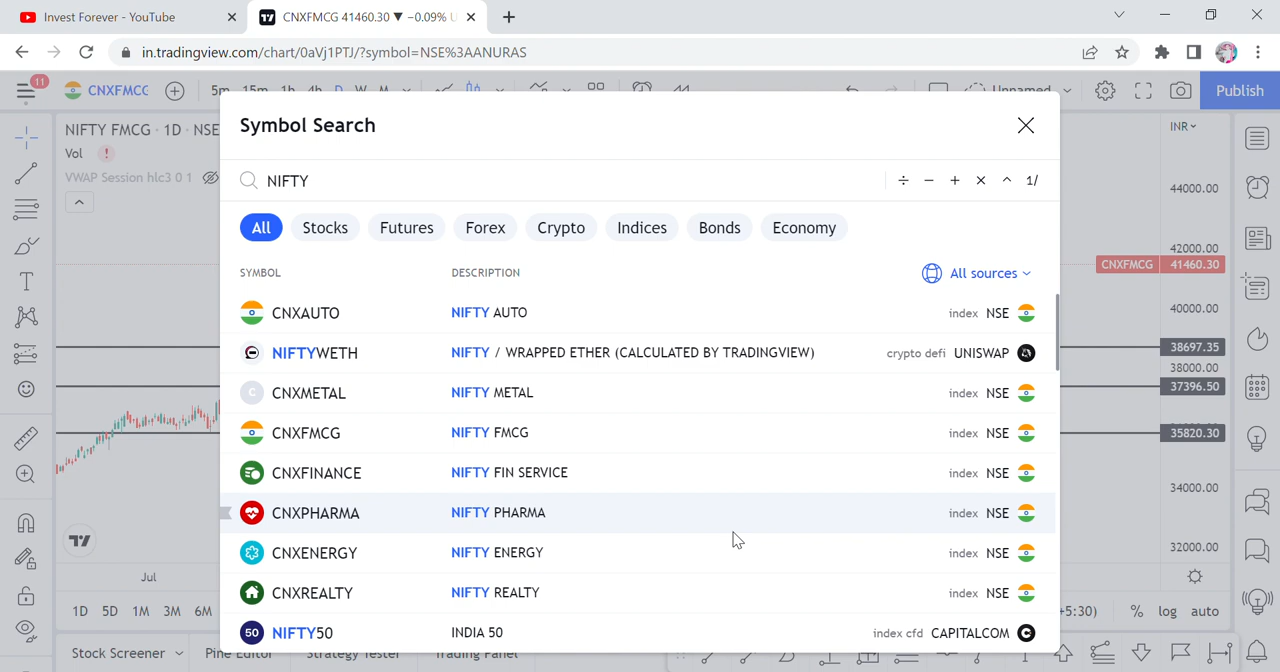 Invest Forever - YouTube
CNXFMCG 41460.30 ▼ −0.09% U
in.tradingview.com/chart/0aVj1PTJ/?symbol=NSE%3AANURAS
11
CNXFMCG
5m 15m 1h 4h D W M
Unnamed
Publish
NIFTY FMCG · 1D · NSE
Vol
VWAP Session hlc3 0 1
Symbol Search
NIFTY
÷ − + × ^ 1/
All Stocks Futures Forex Crypto Indices Bonds Economy
SYMBOL DESCRIPTION All sources
CNXAUTO NIFTY AUTO index NSE
NIFTYWETH NIFTY / WRAPPED ETHER (CALCULATED BY TRADINGVIEW) crypto defi UNISWAP
C CNXMETAL NIFTY METAL index NSE
CNXFMCG NIFTY FMCG index NSE
CNXFINANCE NIFTY FIN SERVICE index NSE
CNXPHARMA NIFTY PHARMA index NSE
CNXENERGY NIFTY ENERGY index NSE
CNXREALTY NIFTY REALTY index NSE
50 NIFTY50 INDIA 50 index cfd CAPITALCOM
INR
44000.00
42000.00
CNXFMCG 41460.30
40000.00
38697.35
38000.00
37396.50
35820.30
34000.00
32000.00
Jul
1D 5D 1M 3M 6M
+5:30) % log auto
Stock Screener Pine Editor Strategy Tester Trading Panel